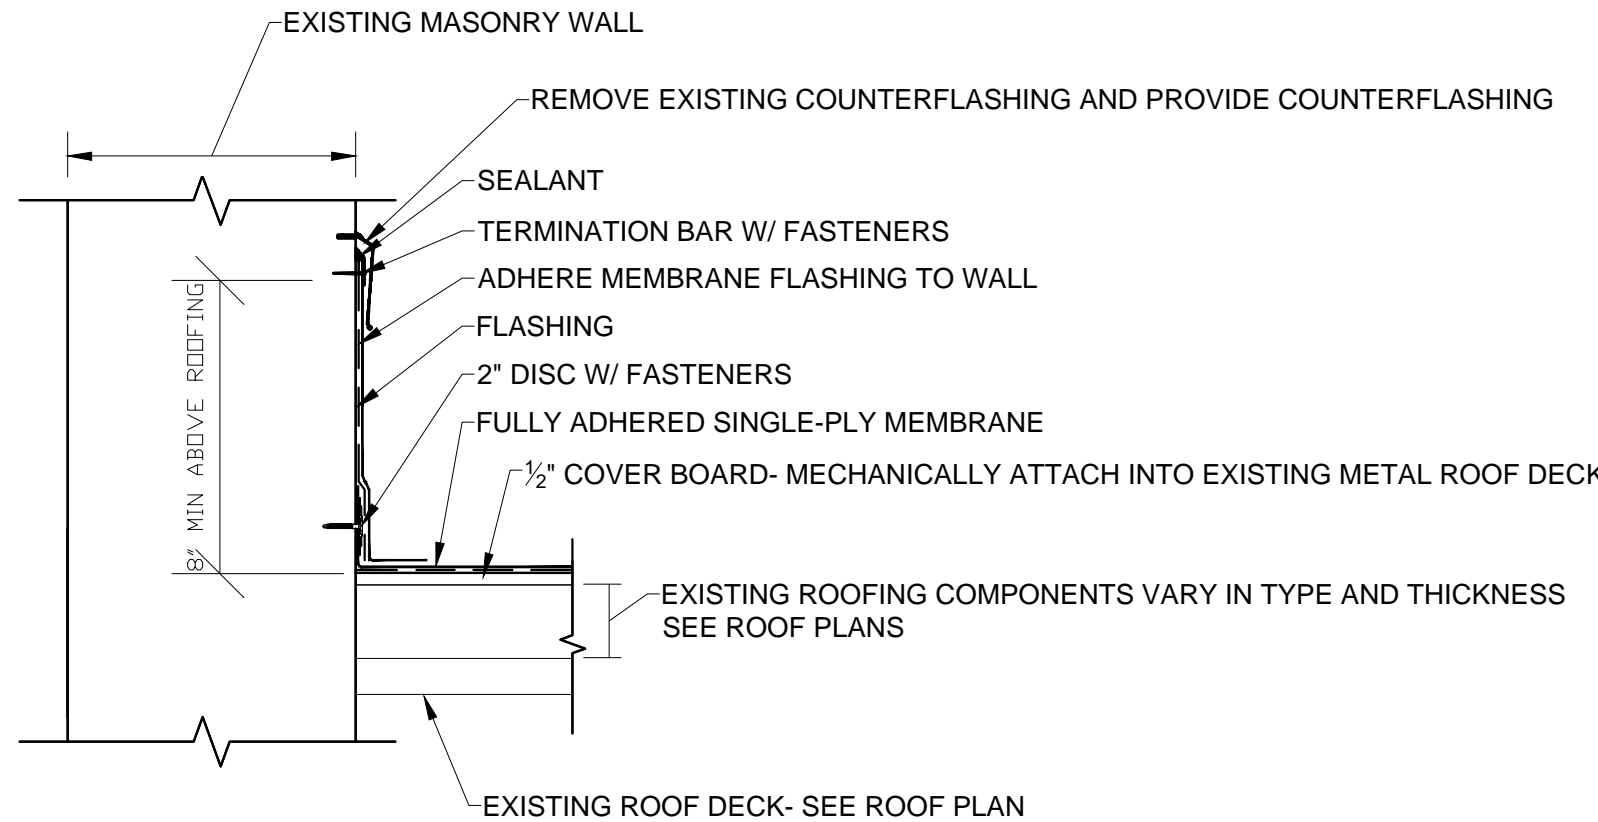 EXISTING MASONRY WALL
REMOVE EXISTING COUNTERFLASHING AND PROVIDE COUNTERFLASHING
SEALANT
TERMINATION BAR W/ FASTENERS
ADHERE MEMBRANE FLASHING TO WALL
FLASHING
2" DISC W/ FASTENERS
FULLY ADHERED SINGLE-PLY MEMBRANE
½" COVER BOARD- MECHANICALLY ATTACH INTO EXISTING METAL ROOF DECK
8" MIN ABOVE ROOFING
EXISTING ROOFING COMPONENTS VARY IN TYPE AND THICKNESS
SEE ROOF PLANS
EXISTING ROOF DECK- SEE ROOF PLAN